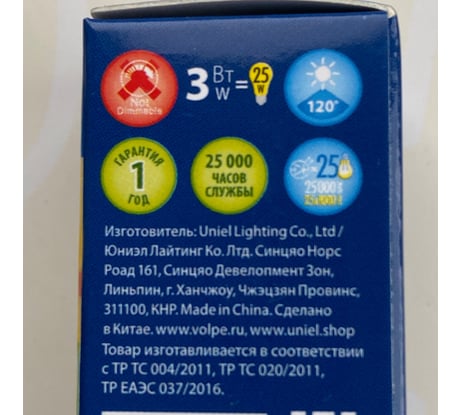 Not
Dimmable
3 Вт
W
=
25
W
120°
ГАРАНТИЯ
1
ГОД
25 000
ЧАСОВ
СЛУЖБЫ
25
25 000
Изготовитель: Uniel Lighting Co., Ltd /
Юниэл Лайтинг Ко. Лтд. Синцяо Норс
Роад 161, Синцяо Девелопмент Зон,
Линьпин, г. Ханчжоу, Чжэцзян Провинс,
311100, КНР. Made in China. Сделано
в Китае. www.volpe.ru, www.uniel.shop
Товар изготавливается в соответствии
с ТР ТС 004/2011, ТР ТС 020/2011,
ТР ЕАЭС 037/2016.